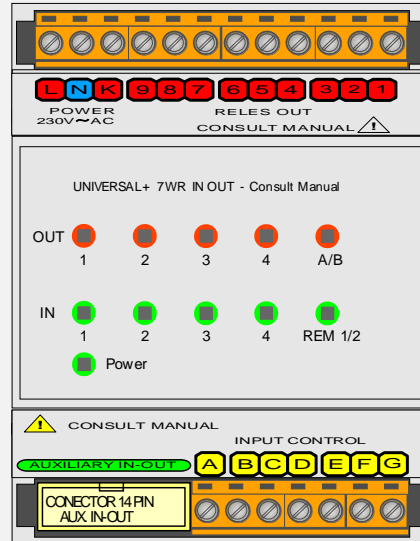 L N K 9 8 7 6 5 4 3 2 1
POWER RELES OUT
230V~AC CONSULT MANUAL
UNIVERSAL+ 7WR IN OUT - Consult Manual
OUT
1 2 3 4 A/B
IN
1 2 3 4 REM 1/2
Power
CONSULT MANUAL
INPUT CONTROL
AUXILIARY IN-OUT A B C D E F G
CONECTOR 14 PIN
AUX. IN-OUT